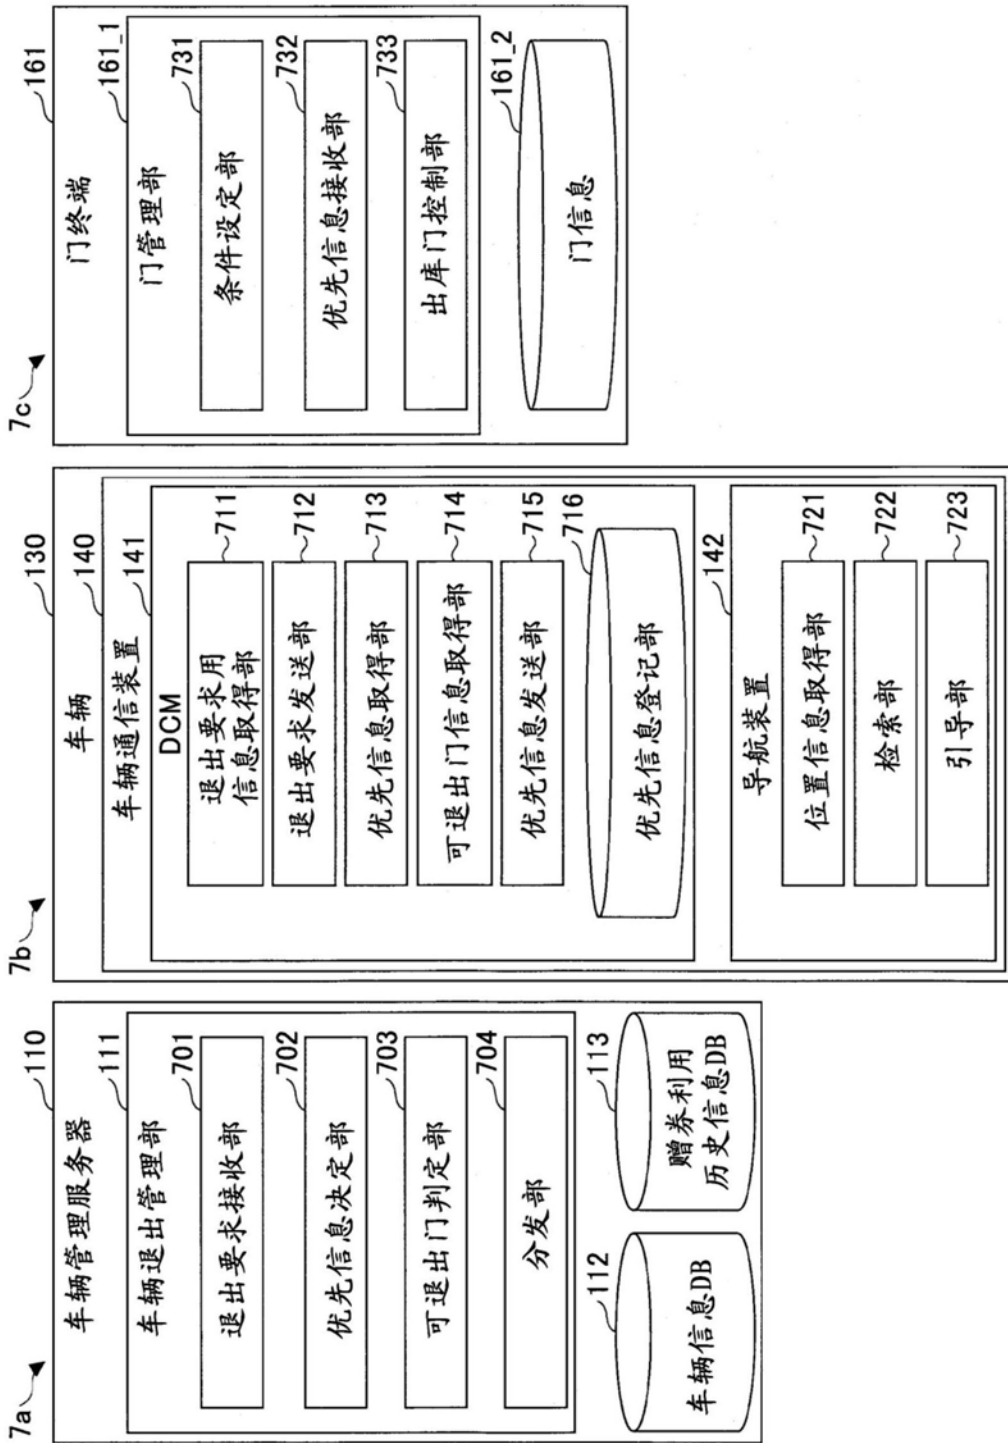 7a
110
车辆管理服务器
111
车辆退出管理部
701
退出要求接收部
702
优先信息决定部
703
可退出门判定部
704
分发部
112
车辆信息DB
113
赠券利用
历史信息DB
7b
130
车辆
140
车辆通信装置
141
DCM
退出要求用
信息取得部
711
退出要求发送部
712
优先信息取得部
713
可退出门信息取得部
714
优先信息发送部
715
716
优先信息登记部
142
导航装置
位置信息取得部
721
检索部
722
引导部
723
7c
161
门终端
161_1
门管理部
731
条件设定部
732
优先信息接收部
733
出库门控制部
161_2
门信息